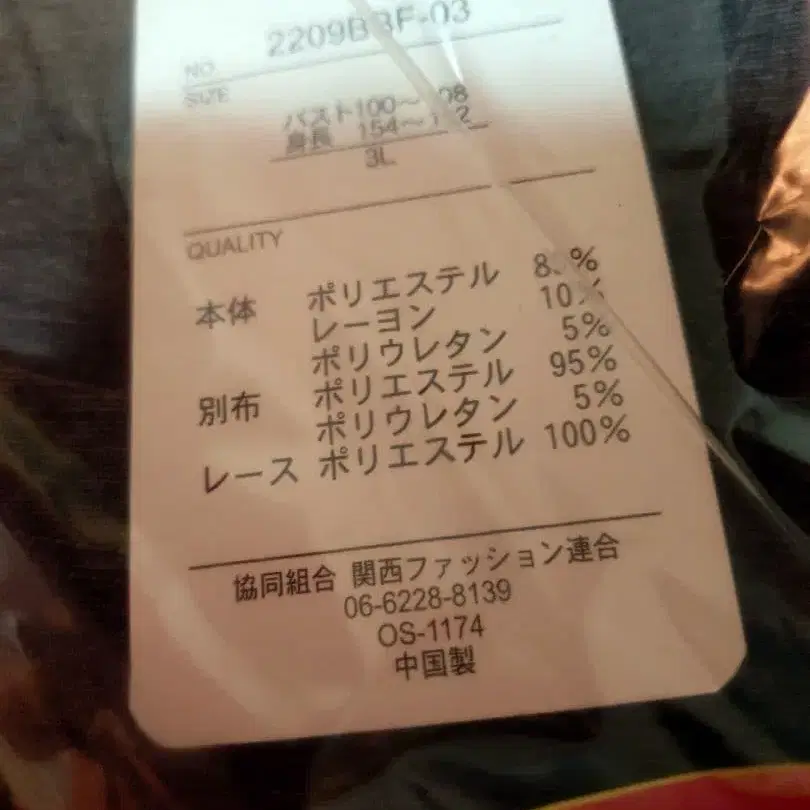 NO.
SIZE
バスト100～
身長 154～
3L
QUALITY
本体 ポリエステル
レーヨン 10%
ポリウレタン 5%
別布 ポリエステル 95%
ポリウレタン 5%
レース ポリエステル 100%
協同組合 関西ファッション連合
06-6228-8139
OS-1174
中国製